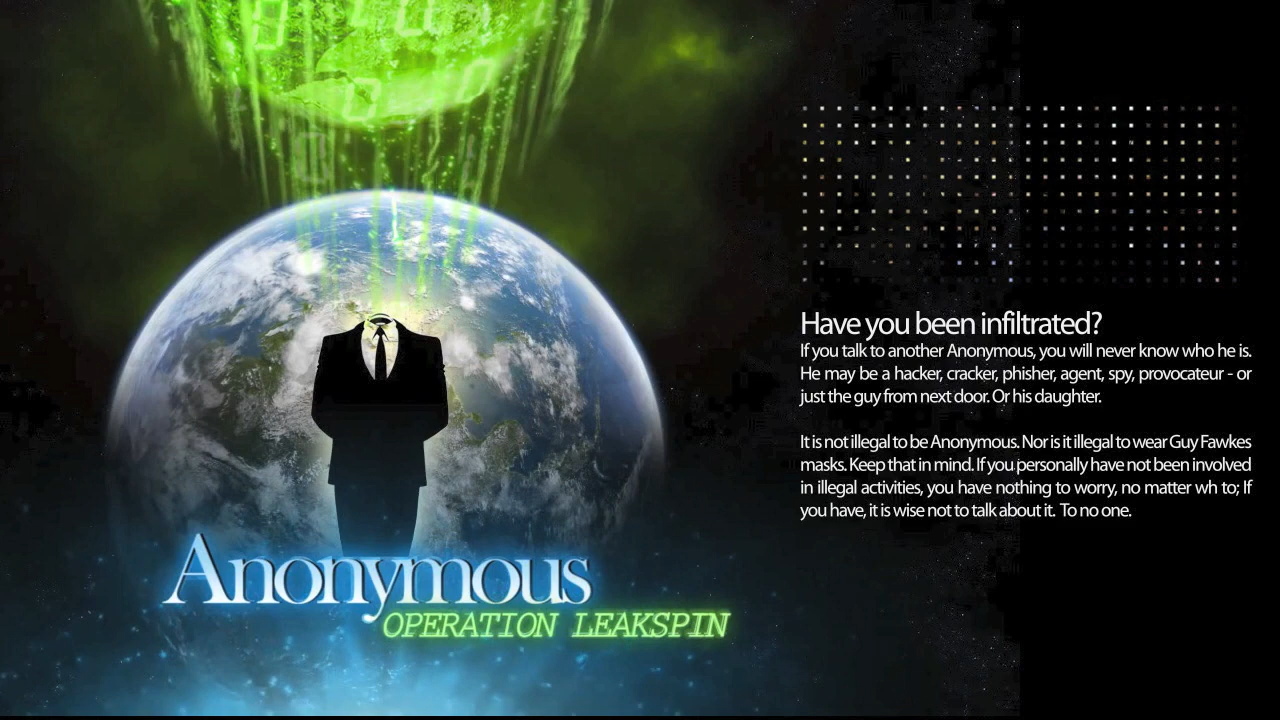 Anonymous
OPERATION LEAKSPIN
Have you been infiltrated?
If you talk to another Anonymous, you will never know who he is.
He may be a hacker, cracker, phisher, agent, spy, provocateur - or
just the guy from next door. Or his daughter.
It is not illegal to be Anonymous. Nor is it illegal to wear Guy Fawkes
masks. Keep that in mind. If you personally have not been involved
in illegal activities, you have nothing to worry, no matter wh to; If
you have, it is wise not to talk about it. To no one.